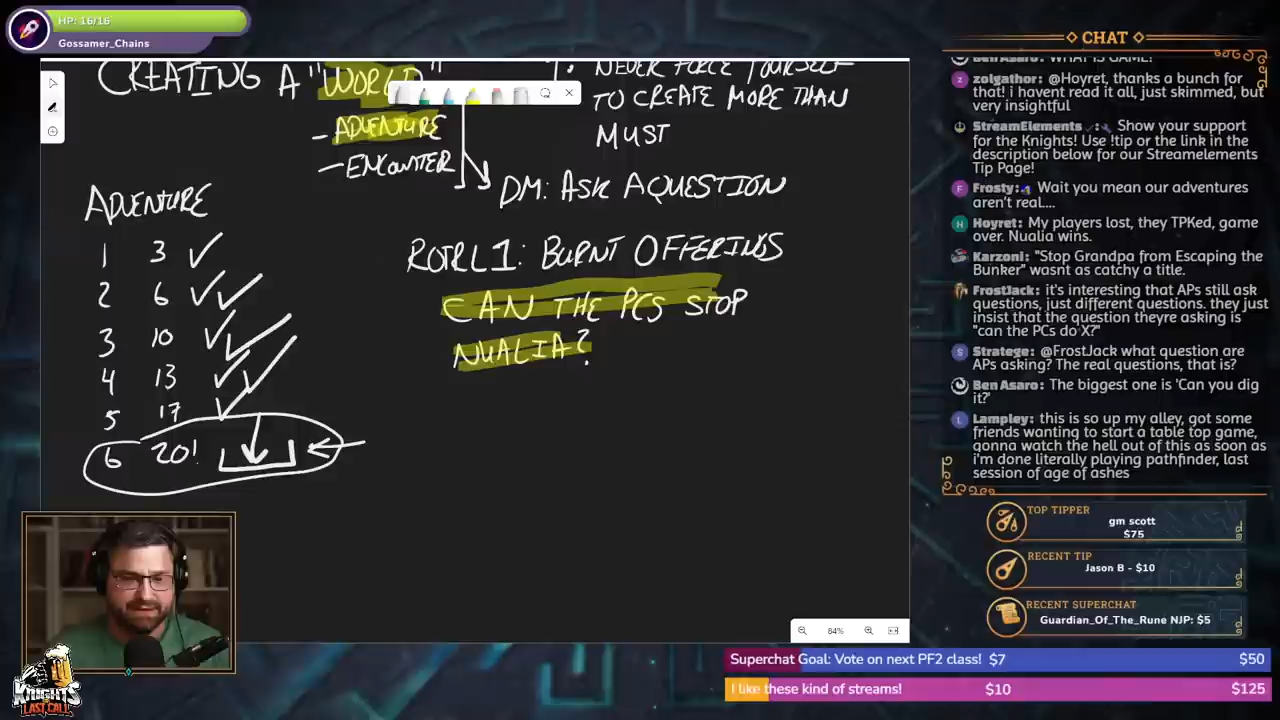 HP: 16/16
Gossamer_Chains
CREATING A "WORLD"
- ADVENTURE
- ENCOUNTER
NEVER FORCE YOURSELF
TO CREATE MORE THAN
MUST
DM: ASK A QUESTION
ADVENTURE
1 3
2 6
3 10
4 13
5 17
6 20!
ROTRL 1: BURNT OFFERINGS
CAN THE PCS STOP
NUALIA?
84%
KNIGHTS
OF LAST CALL
CHAT
Ben Asaro: WHAT IS GAME?
zolgathor: @Hoyret, thanks a bunch for
that! i havent read it all, just skimmed, but
very insightful
StreamElements: Show your support
for the Knights! Use !tip or the link in the
description below for our Streamelements
Tip Page!
Frosty: Wait you mean our adventures
aren't real....
Hoyret: My players lost, they TPKed, game
over. Nualia wins.
Karzoni: "Stop Grandpa from Escaping the
Bunker" wasnt as catchy a title.
FrostJack: it's interesting that APs still ask
questions, just different questions. they just
insist that the question theyre asking is
"can the PCs do X?"
Stratege: @FrostJack what question are
APs asking? The real questions, that is?
Ben Asaro: The biggest one is 'Can you dig
it?'
Lampley: this is so up my alley, got some
friends wanting to start a table top game,
gonna watch the hell out of this as soon as
i'm done literally playing pathfinder, last
session of age of ashes
TOP TIPPER
gm scott
$75
RECENT TIP
Jason B - $10
RECENT SUPERCHAT
Guardian_Of_The_Rune NJP: $5
Superchat Goal: Vote on next PF2 class! $7 $50
I like these kind of streams! $10 $125